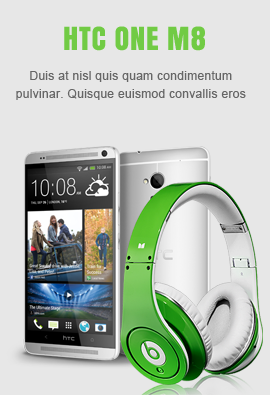 HTC ONE M8
Duis at nisl quis quam condimentum
pulvinar. Quisque euismod convallis eros
10:08
htc